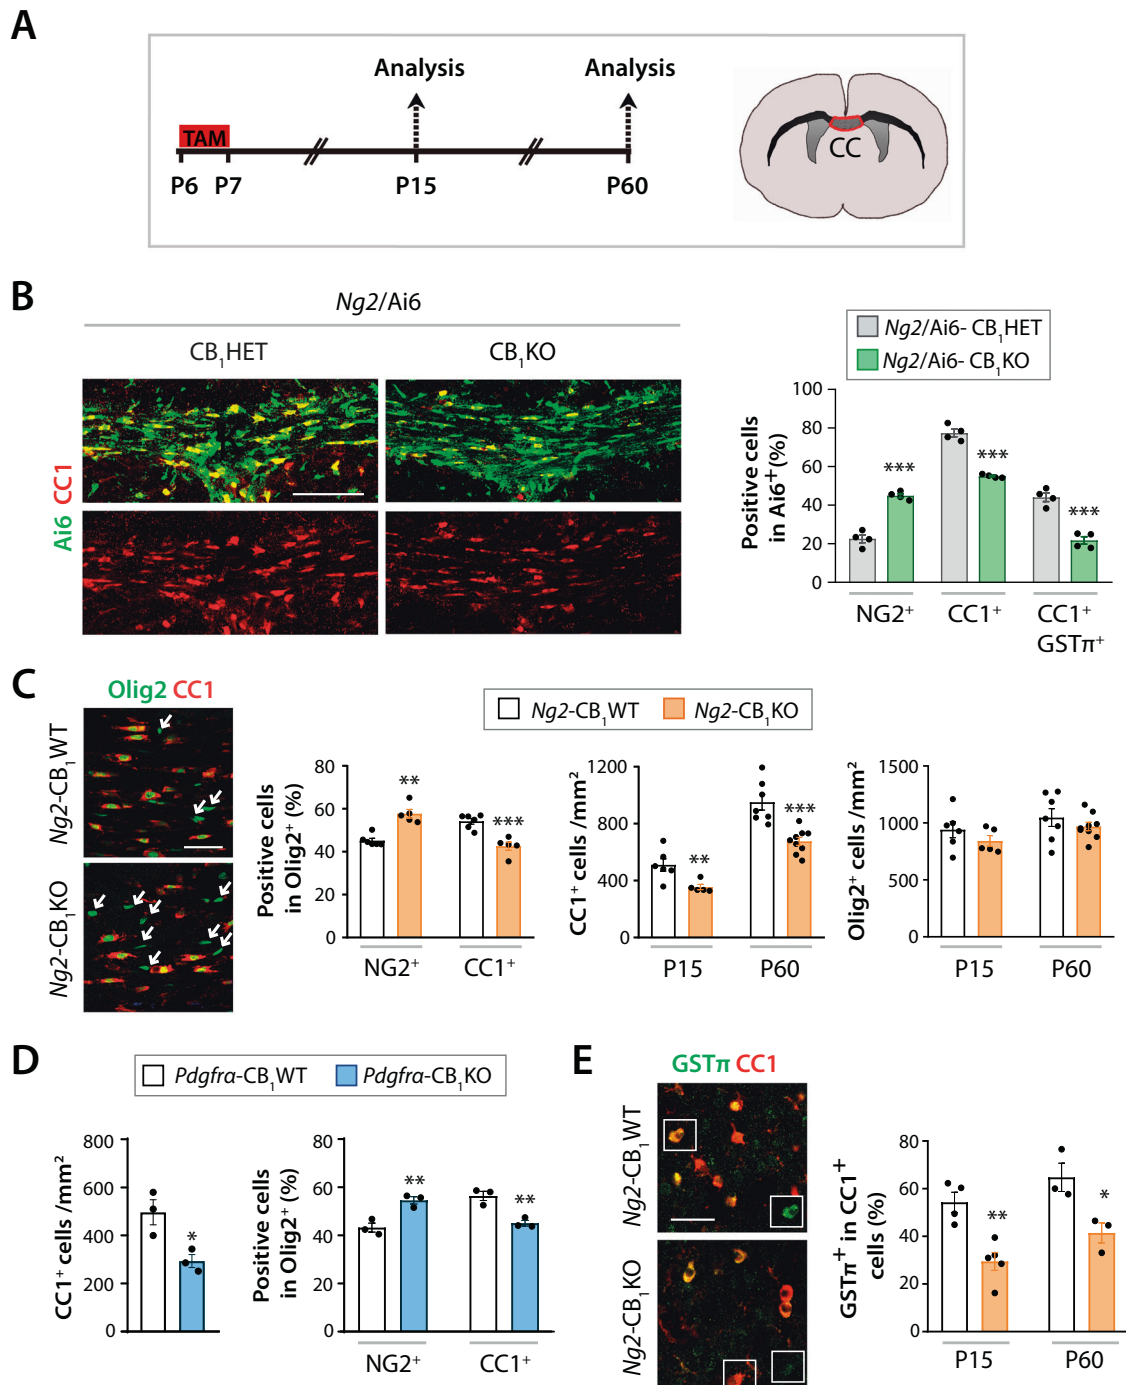 A
Analysis
Analysis
TAM
P6 P7 P15 P60
CC
B
Ng2/Ai6
CB₁HET
CB₁KO
Ai6 CC1
Ng2/Ai6- CB₁HET
Ng2/Ai6- CB₁KO
Positive cells
in Ai6⁺ (%)
100
80
60
40
20
0
***
***
***
NG2⁺
CC1⁺
CC1⁺
GSTπ⁺
C
Olig2 CC1
Ng2-CB₁WT
Ng2-CB₁KO
Ng2-CB₁WT
Ng2-CB₁KO
Positive cells
in Olig2⁺ (%)
80
60
40
20
0
**
***
NG2⁺
CC1⁺
CC1⁺ cells /mm²
1200
800
400
0
**
***
P15
P60
Olig2⁺ cells /mm²
1500
1000
500
0
P15
P60
D
Pdgfra-CB₁WT
Pdgfra-CB₁KO
CC1⁺ cells /mm²
800
600
400
200
0
*
Positive cells
in Olig2⁺ (%)
80
60
40
20
0
**
**
NG2⁺
CC1⁺
E
GSTπ CC1
Ng2-CB₁WT
Ng2-CB₁KO
GSTπ⁺ in CC1⁺
cells (%)
80
60
40
20
0
**
*
P15
P60